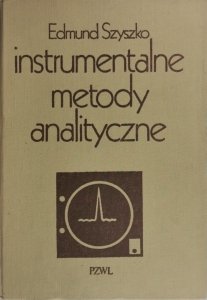 Edmund Szyszko
instrumentalne
metody
analityczne
PZWL